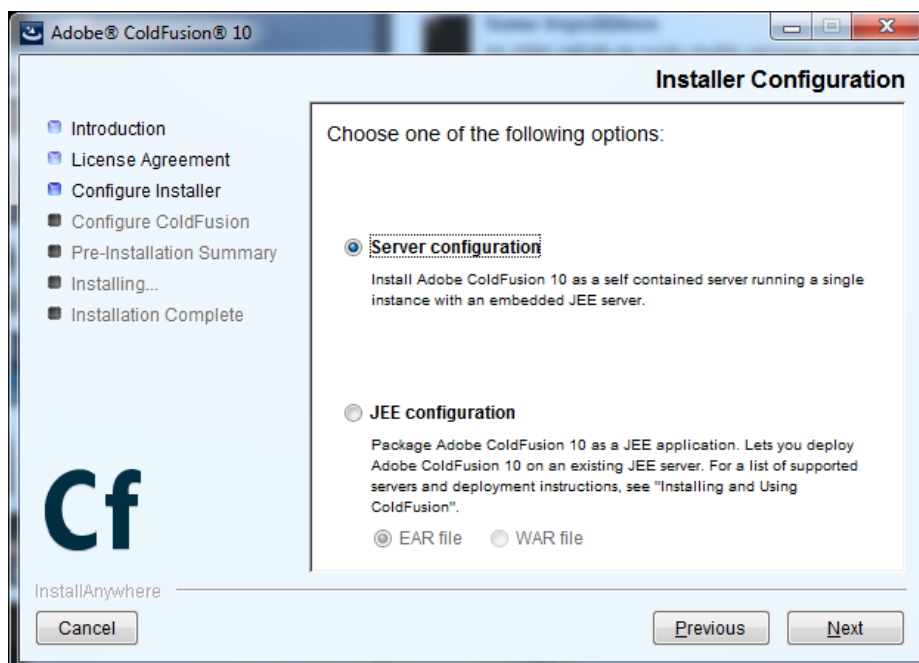 Adobe® ColdFusion® 10
Installer Configuration
Introduction
License Agreement
Configure Installer
Configure ColdFusion
Pre-Installation Summary
Installing...
Installation Complete
Choose one of the following options:
Server configuration
Install Adobe ColdFusion 10 as a self contained server running a single
instance with an embedded JEE server.
JEE configuration
Package Adobe ColdFusion 10 as a JEE application. Lets you deploy
Adobe ColdFusion 10 on an existing JEE server. For a list of supported
servers and deployment instructions, see "Installing and Using
ColdFusion".
EAR file WAR file
Cf
InstallAnywhere
Cancel Previous Next